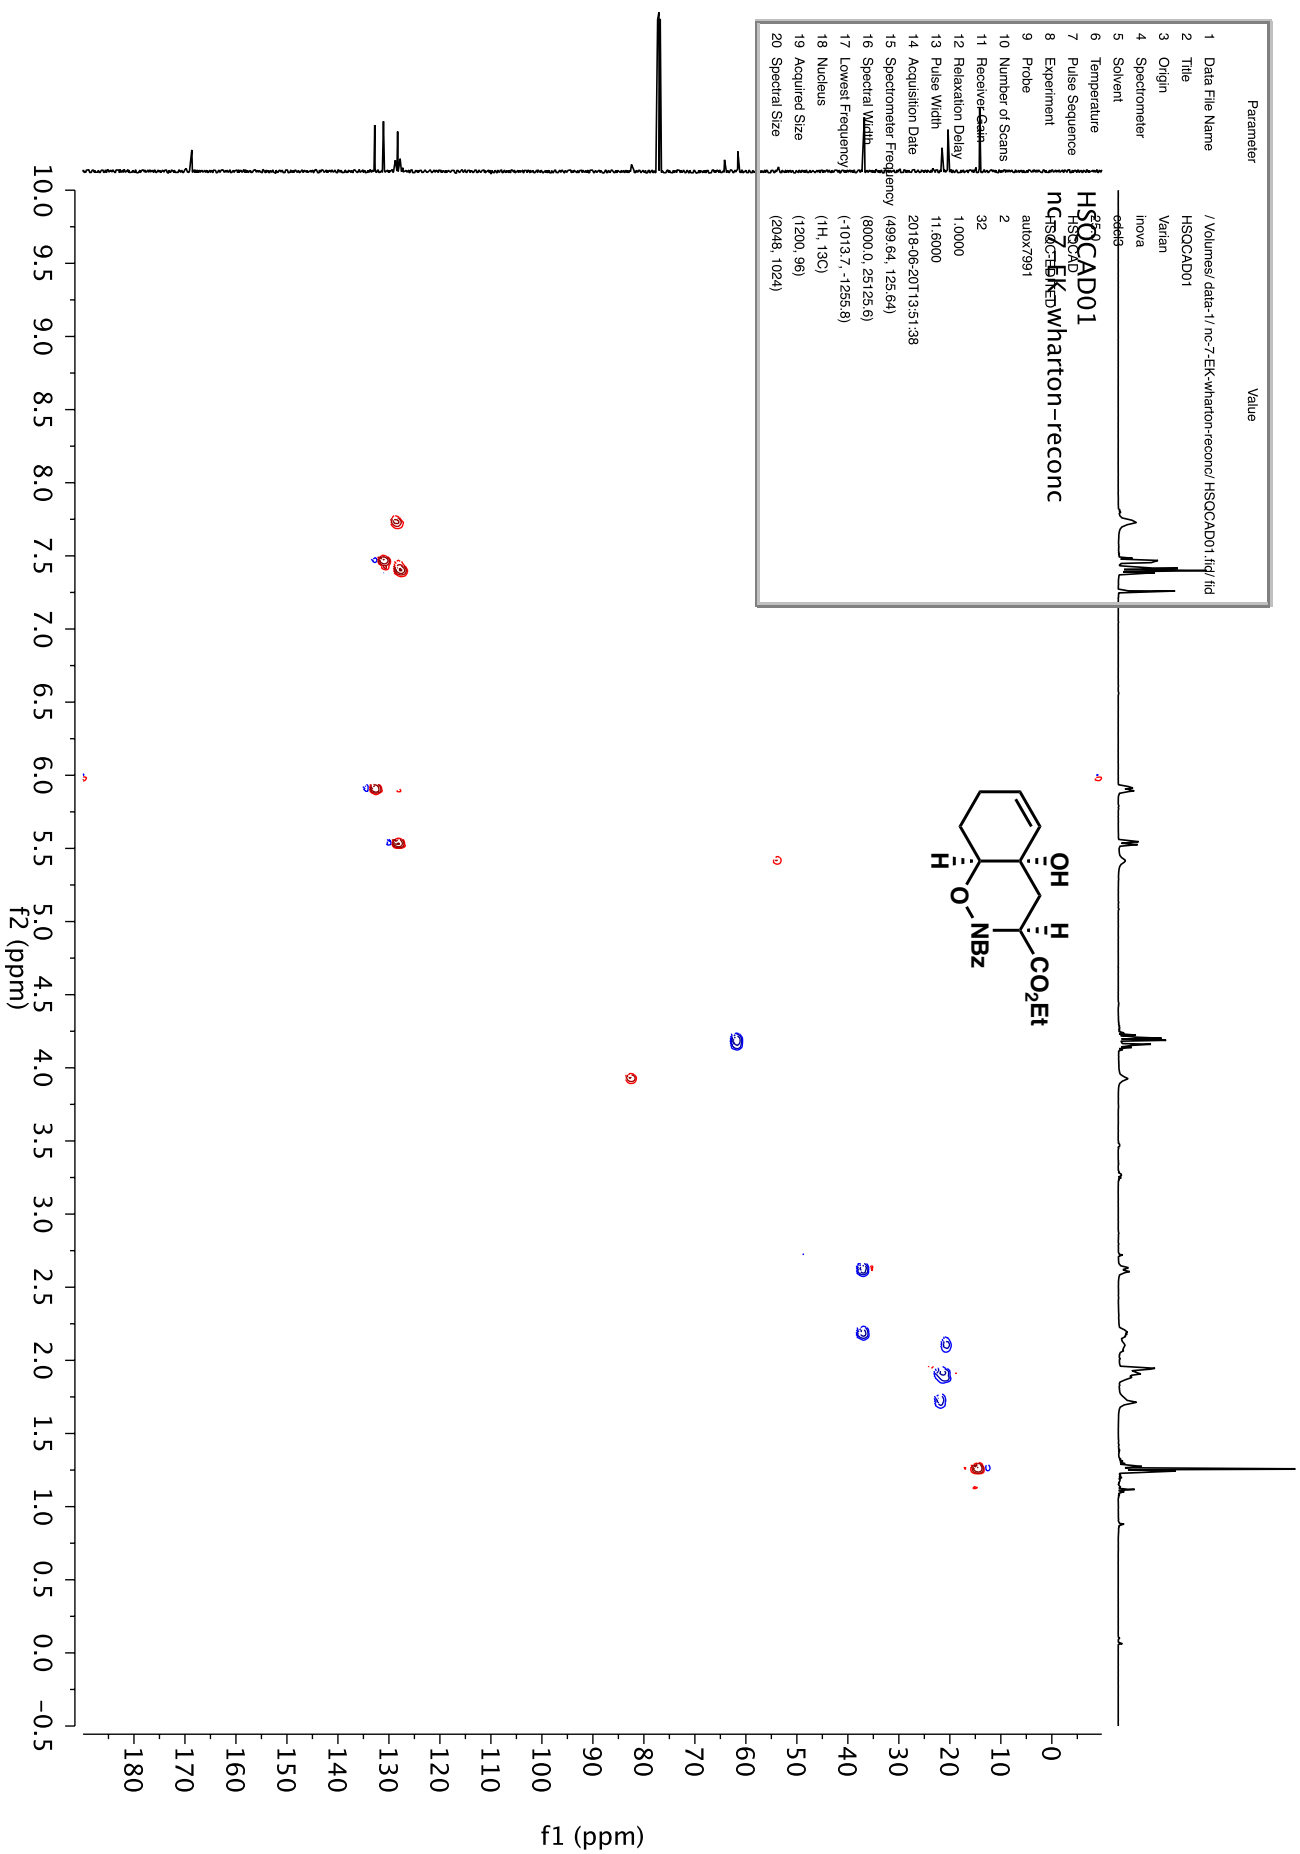 Parameter Value
1 Data File Name / Volumes/ data-1/ nc-7-EK-wharton-reconc/ HSQCAD01.fid/ fid
2 Title HSQCAD01
3 Origin Varian
4 Spectrometer inova
5 Solvent cdcl3
6 Temperature 25.0
7 Pulse Sequence HSQCAD
8 Experiment HSQC-EDITED
9 Probe autox7991
10 Number of Scans 2
11 Receiver Gain 32
12 Relaxation Delay 1.0000
13 Pulse Width 11.6000
14 Acquisition Date 2018-06-20T13:51:38
15 Spectrometer Frequency (499.64, 125.64)
16 Spectral Width (8000.0, 25125.6)
17 Lowest Frequency (-1013.7, -1255.8)
18 Nucleus (1H, 13C)
19 Acquired Size (1200, 96)
20 Spectral Size (2048, 1024)
HSQCAD01
nc-7-EK-wharton-reconc
OH
H
CO2Et
H
O
NBz
0
10
20
30
40
50
60
70
80
90
100
110
120
130
140
150
160
170
180
f1 (ppm)
10.0 9.5 9.0 8.5 8.0 7.5 7.0 6.5 6.0 5.5 5.0 4.5 4.0 3.5 3.0 2.5 2.0 1.5 1.0 0.5 0.0 -0.5
f2 (ppm)